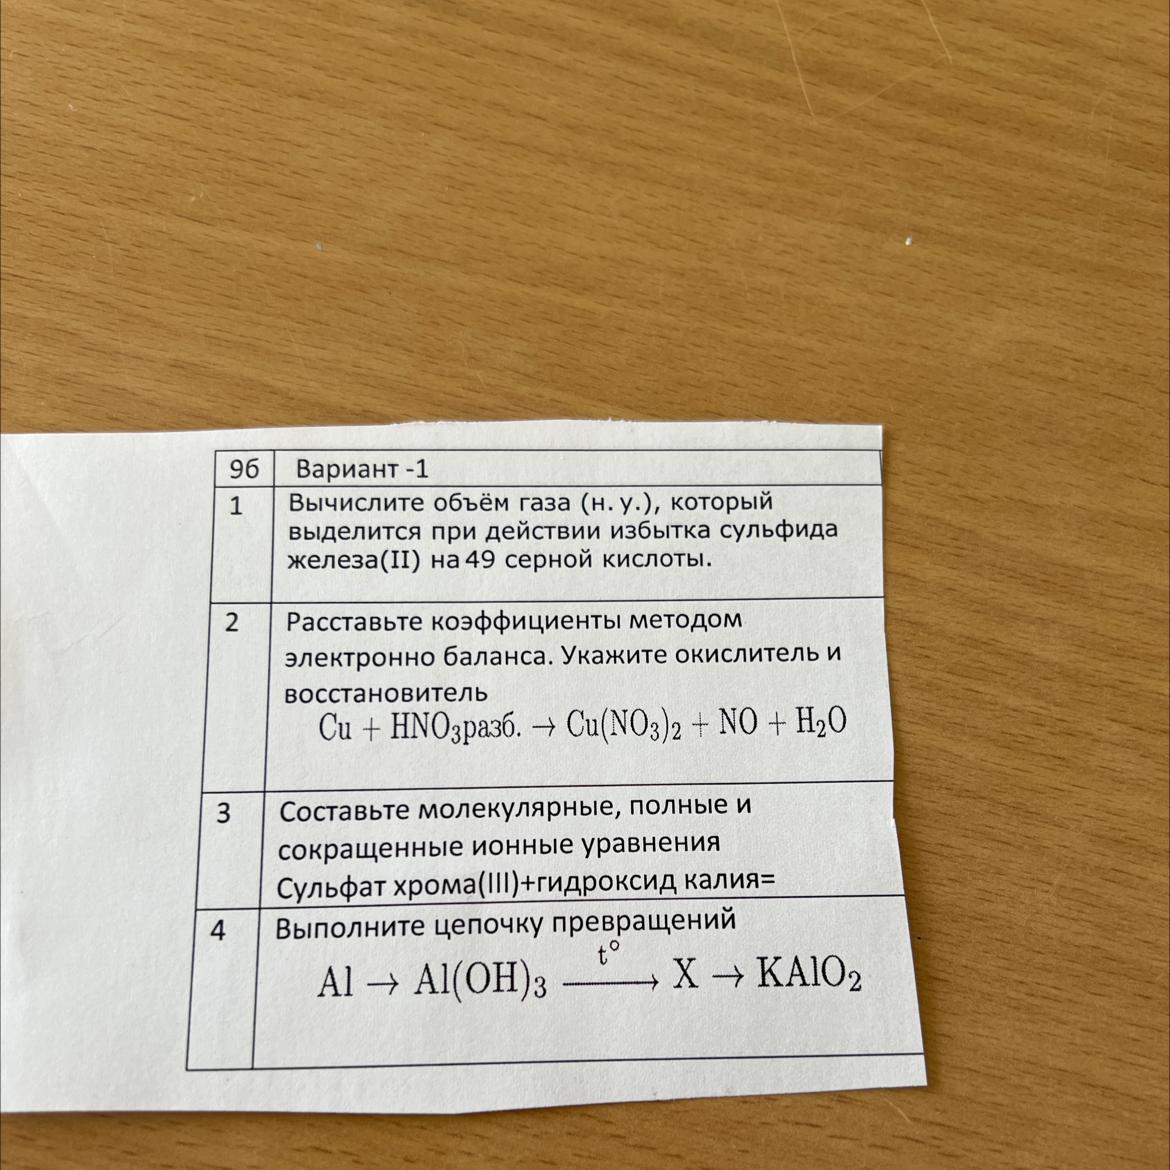 9б Вариант -1
1 Вычислите объём газа (н. у.), который
выделится при действии избытка сульфида
железа(II) на 49 серной кислоты.
2 Расставьте коэффициенты методом
электронно баланса. Укажите окислитель и
восстановитель
Cu + HNO₃разб. → Cu(NO₃)₂ + NO + H₂O
3 Составьте молекулярные, полные и
сокращенные ионные уравнения
Сульфат хрома(III)+гидроксид калия=
4 Выполните цепочку превращений
t°
Al → Al(OH)₃ → X → KAlO₂